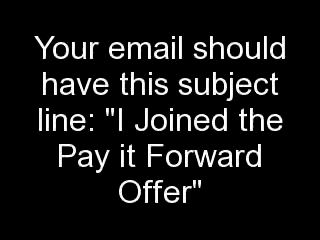 Your email should
have this subject
line: "I Joined the
Pay it Forward
Offer"